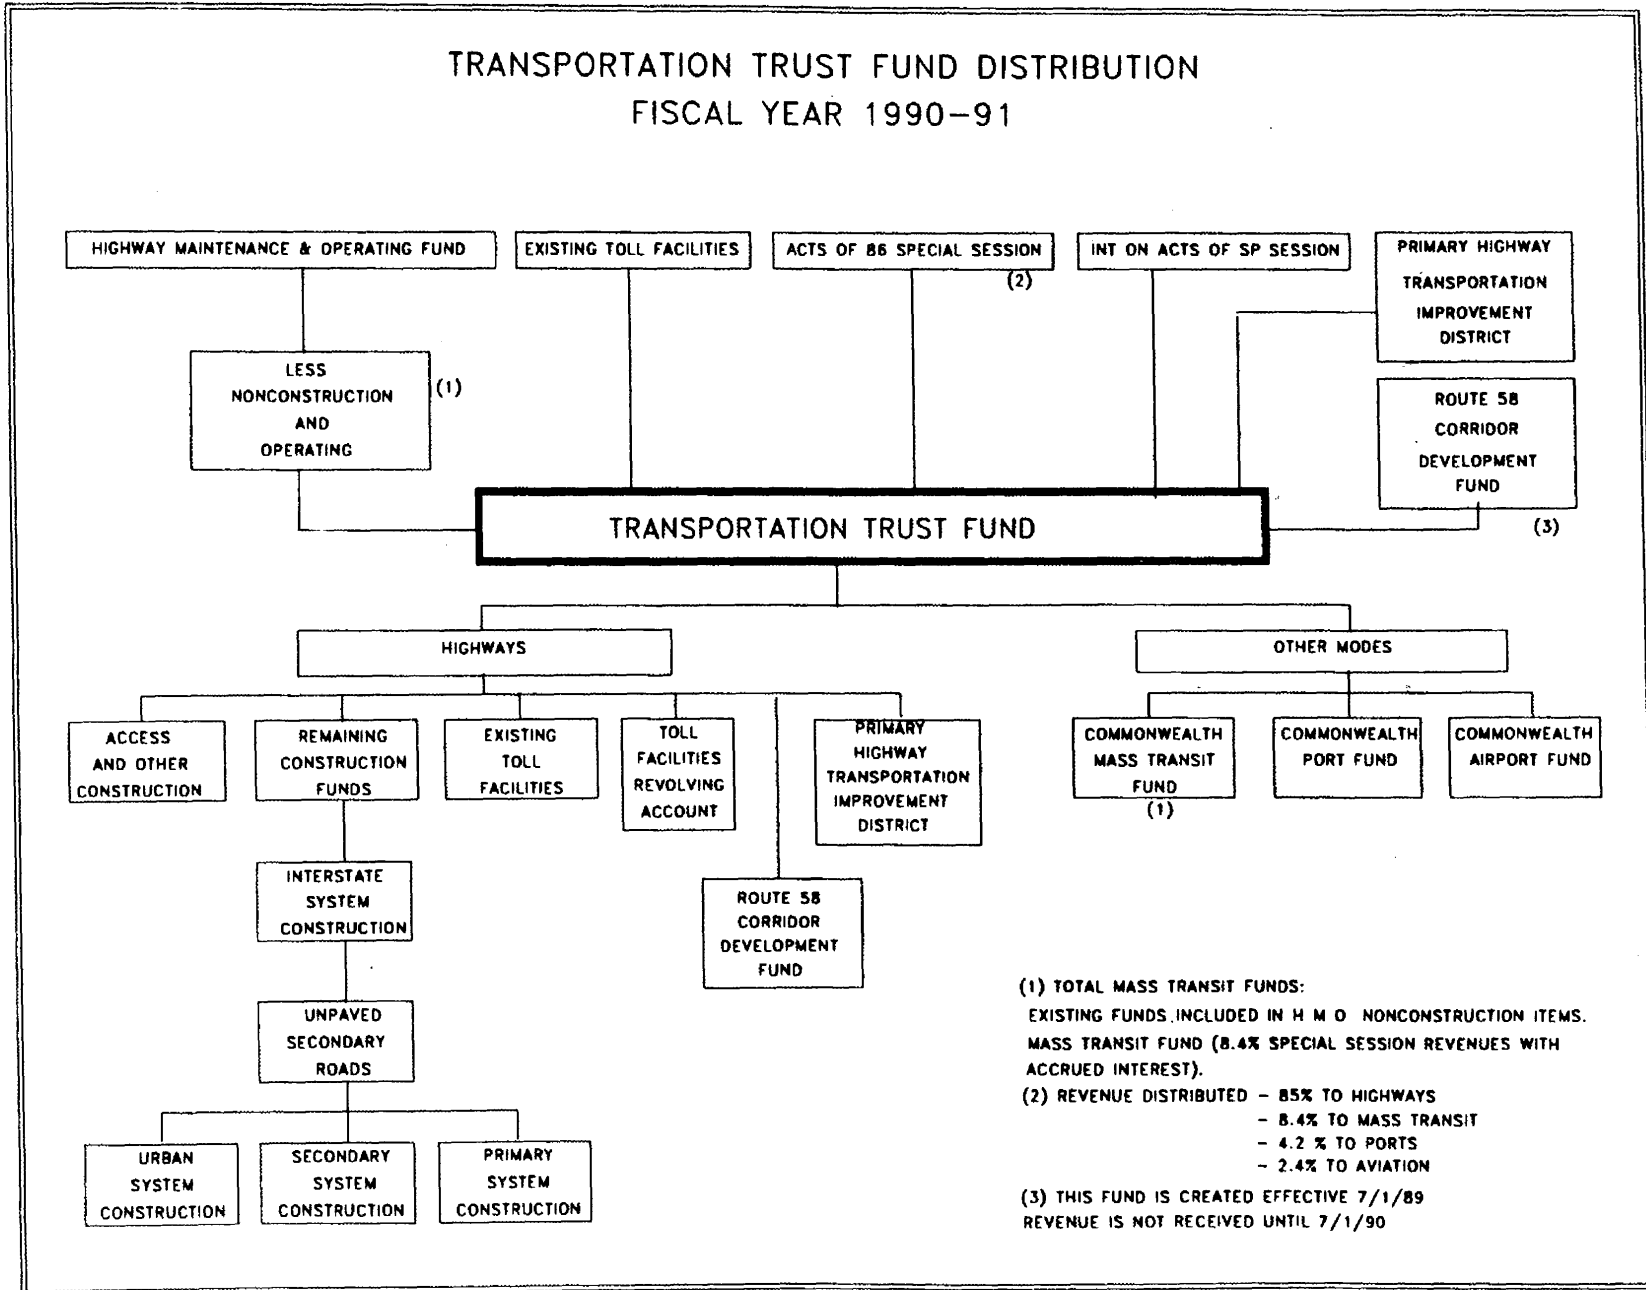 TRANSPORTATION TRUST FUND DISTRIBUTION
FISCAL YEAR 1990-91
HIGHWAY MAINTENANCE & OPERATING FUND
EXISTING TOLL FACILITIES
ACTS OF 86 SPECIAL SESSION
(2)
INT ON ACTS OF SP SESSION
PRIMARY HIGHWAY
TRANSPORTATION
IMPROVEMENT
DISTRICT
LESS
NONCONSTRUCTION
AND
OPERATING
(1)
ROUTE 58
CORRIDOR
DEVELOPMENT
FUND
(3)
TRANSPORTATION TRUST FUND
HIGHWAYS
OTHER MODES
ACCESS
AND OTHER
CONSTRUCTION
REMAINING
CONSTRUCTION
FUNDS
EXISTING
TOLL
FACILITIES
TOLL
FACILITIES
REVOLVING
ACCOUNT
PRIMARY
HIGHWAY
TRANSPORTATION
IMPROVEMENT
DISTRICT
COMMONWEALTH
MASS TRANSIT
FUND
(1)
COMMONWEALTH
PORT FUND
COMMONWEALTH
AIRPORT FUND
INTERSTATE
SYSTEM
CONSTRUCTION
ROUTE 58
CORRIDOR
DEVELOPMENT
FUND
UNPAVED
SECONDARY
ROADS
URBAN
SYSTEM
CONSTRUCTION
SECONDARY
SYSTEM
CONSTRUCTION
PRIMARY
SYSTEM
CONSTRUCTION
(1) TOTAL MASS TRANSIT FUNDS:
EXISTING FUNDS INCLUDED IN H M O NONCONSTRUCTION ITEMS.
MASS TRANSIT FUND (8.4% SPECIAL SESSION REVENUES WITH
ACCRUED INTEREST).
(2) REVENUE DISTRIBUTED - 85% TO HIGHWAYS
- 8.4% TO MASS TRANSIT
- 4.2 % TO PORTS
- 2.4% TO AVIATION
(3) THIS FUND IS CREATED EFFECTIVE 7/1/89
REVENUE IS NOT RECEIVED UNTIL 7/1/90